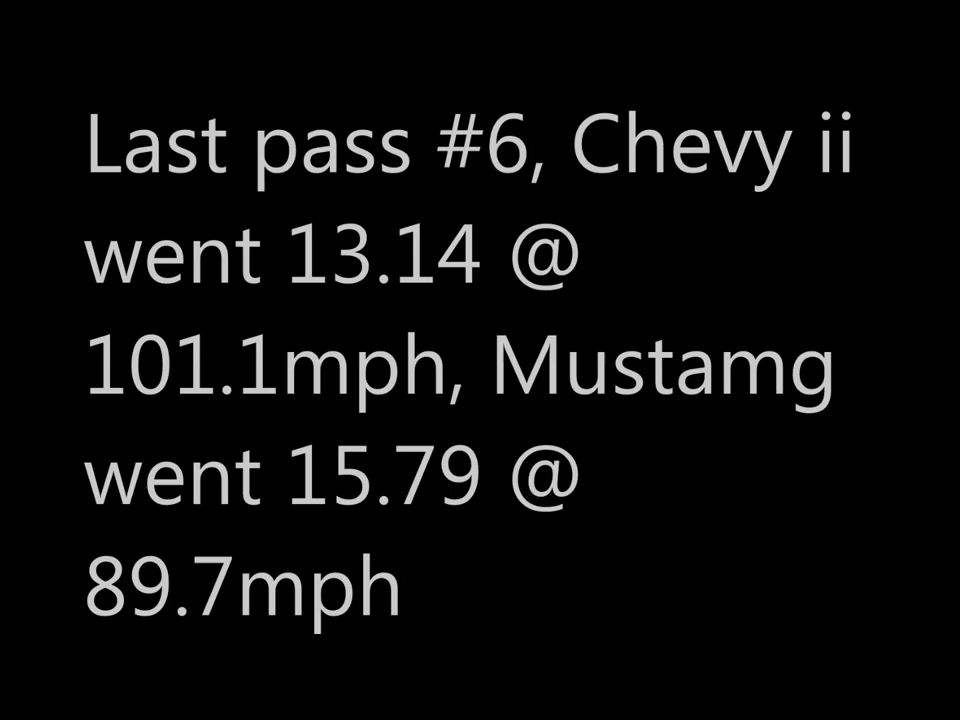 Last pass #6, Chevy ii
went 13.14 @
101.1mph, Mustamg
went 15.79 @
89.7mph